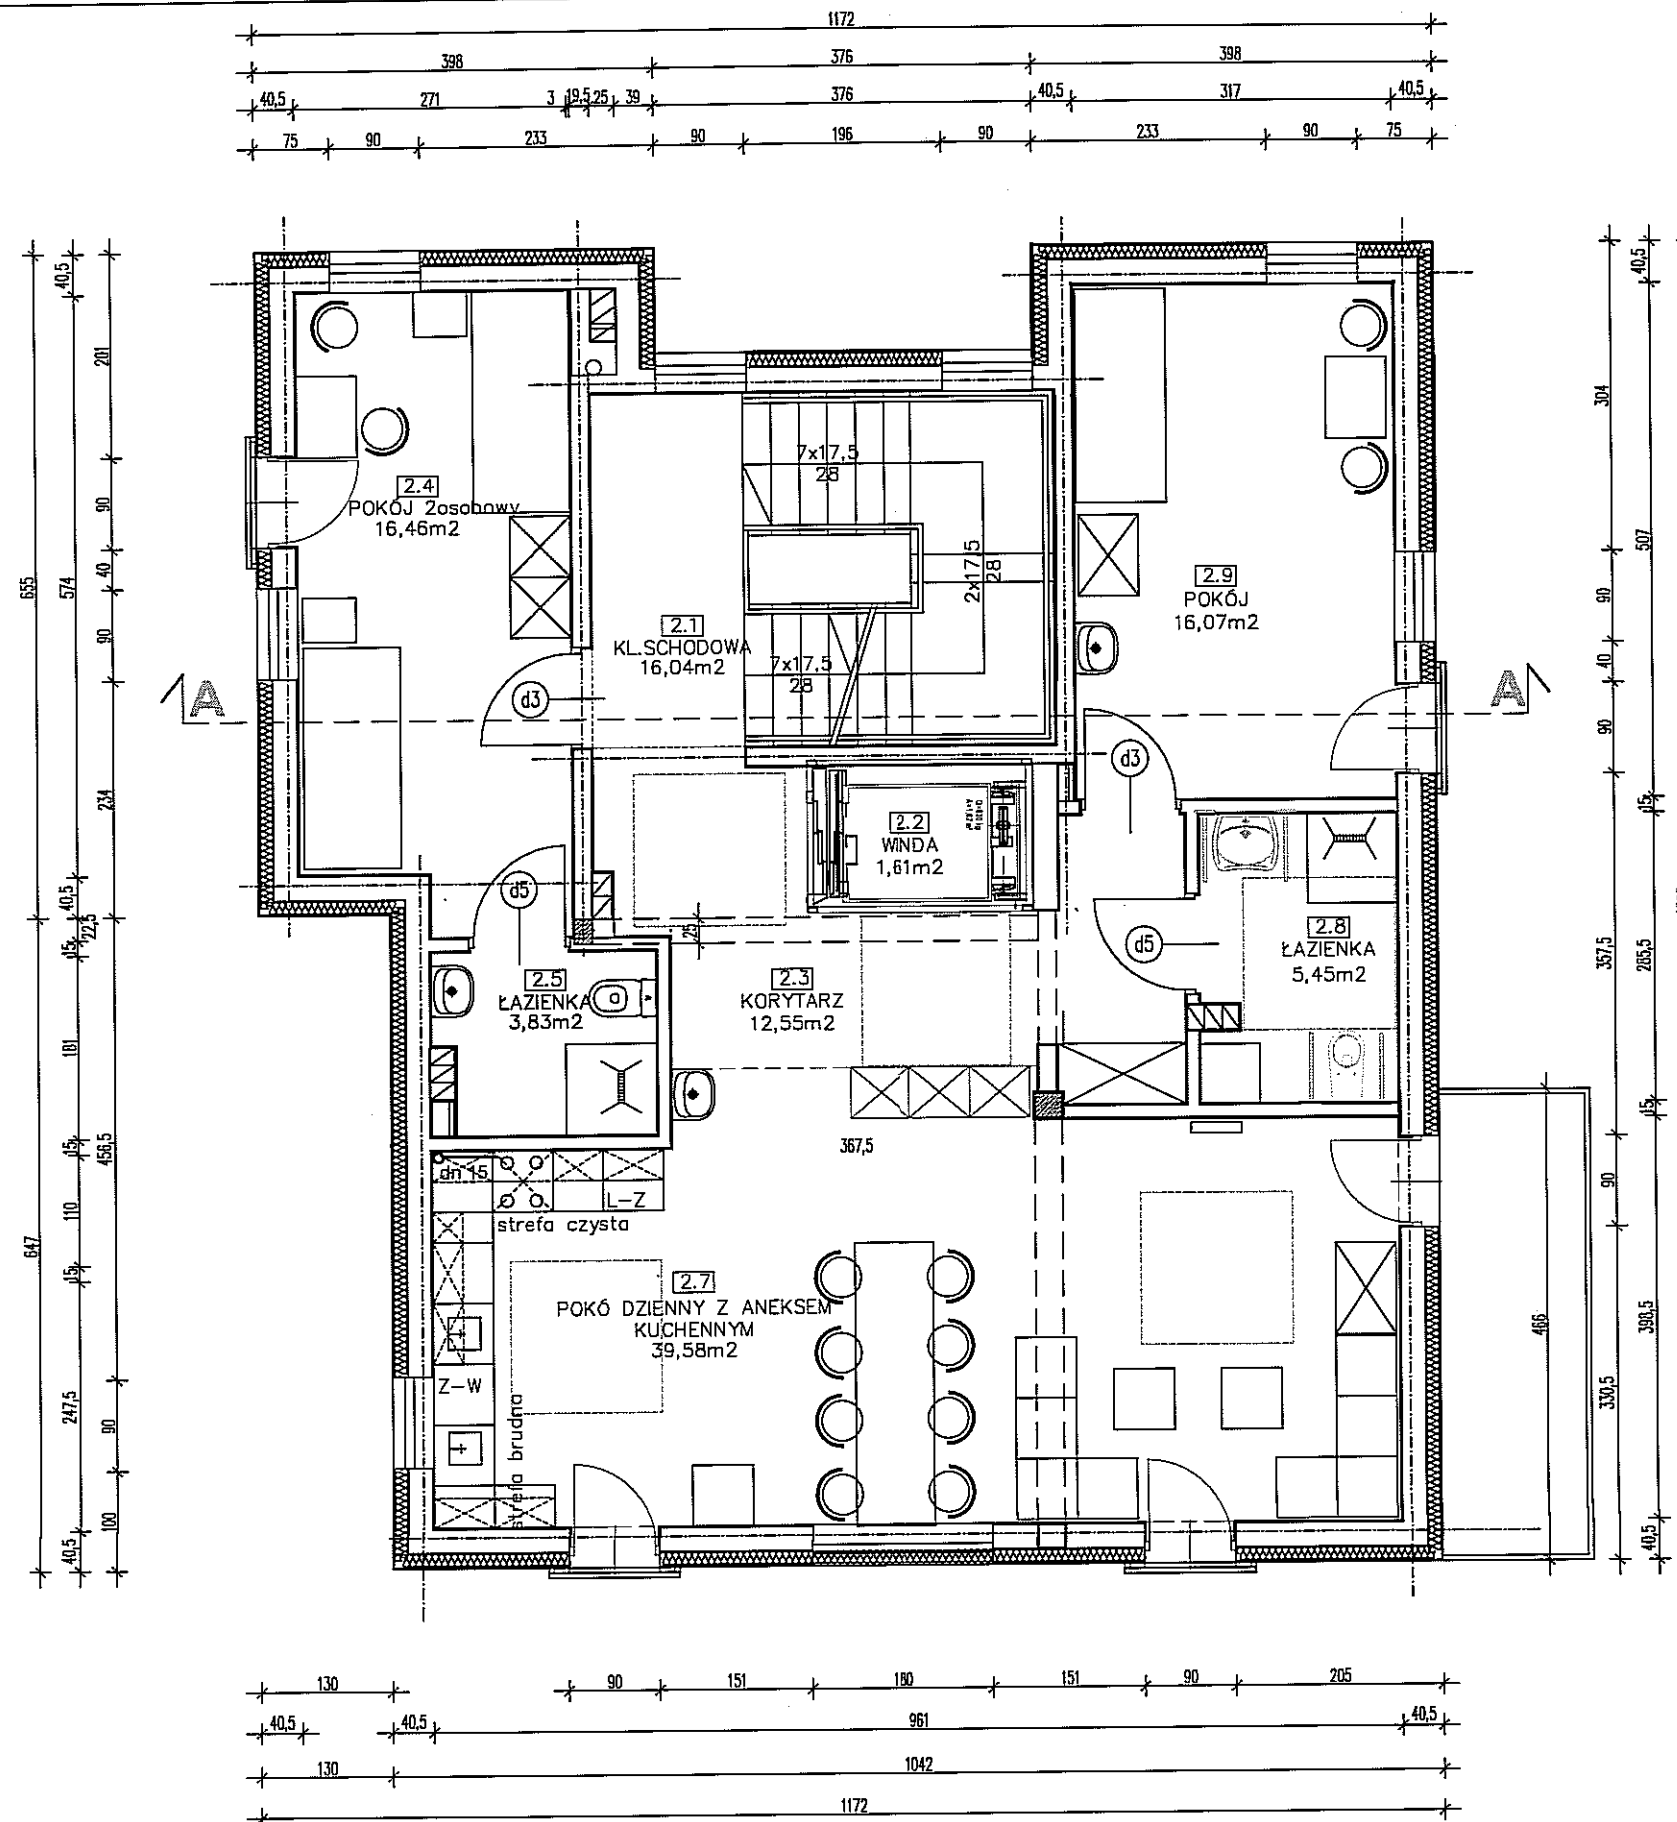 1172
398 376 398
40,5 271 3 19,5 25 39 376 40,5 317 40,5
75 90 233 90 196 90 233 90 75
40,5
201
90
40
90
574
655
234
40,5
22,5
15
181
15
456,5
110
647
15
247,5
90
100
40,5
2.4
POKÓJ 2osobowy
16,46m2
7x17,5
28
2x17,5
28
7x17,5
28
2.1
KL.SCHODOWA
16,04m2
2.9
POKÓJ
16,07m2
A
A
d3
d3
2.2
WINDA
1,61m2
d5
d5
2.8
ŁAZIENKA
5,45m2
25
2.5
ŁAZIENKA
3,83m2
2.3
KORYTARZ
12,55m2
367,5
dn 15
L-Z
strefa czysta
2.7
POKÓ DZIENNY Z ANEKSEM
KUCHENNYM
39,58m2
Z-W
strefa brudna
466
40,5
304
507
90
40
90
15
357,5
285,5
15
90
398,5
330,5
40,5
130 90 151 180 151 90 205
40,5 40,5 961 40,5
130 1042
1172